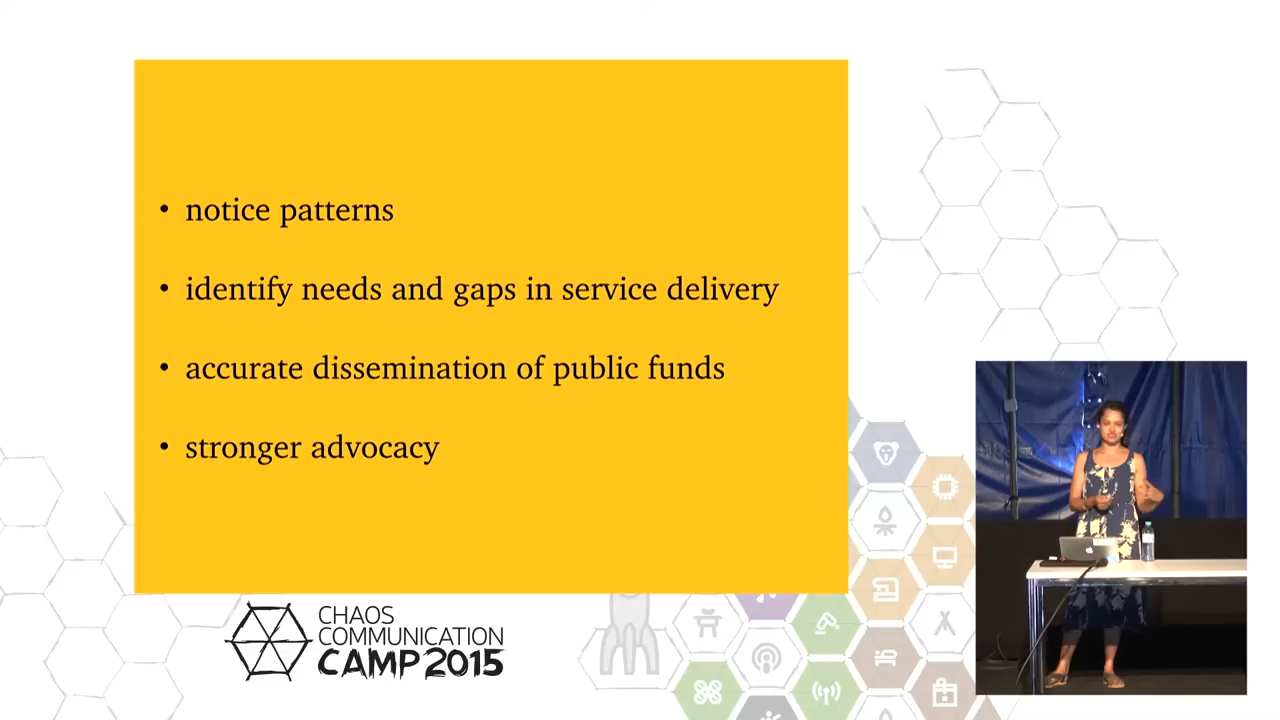 • notice patterns
• identify needs and gaps in service delivery
• accurate dissemination of public funds
• stronger advocacy
CHAOS
COMMUNICATION
CAMP 2015